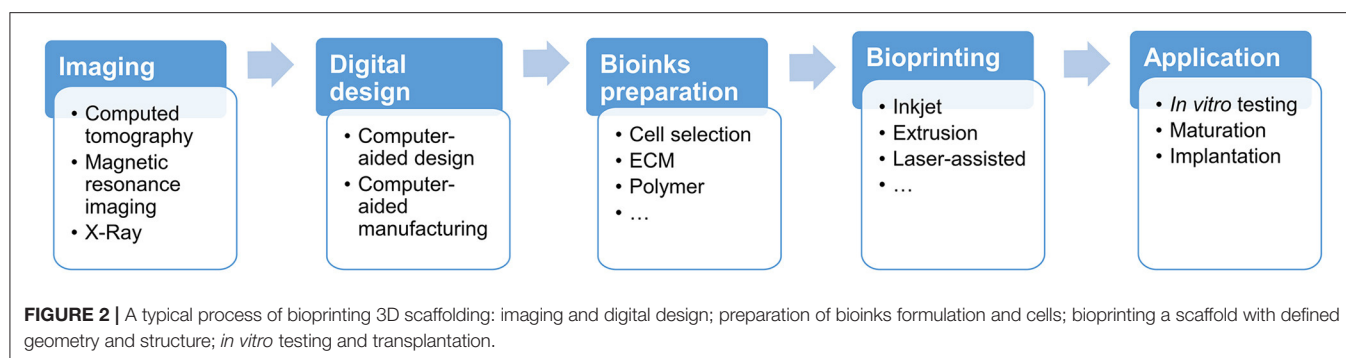 Imaging
• Computed
tomography
• Magnetic
resonance
imaging
• X-Ray
Digital
design
• Computer-
aided design
• Computer-
aided
manufacturing
Bioinks
preparation
• Cell selection
• ECM
• Polymer
• …
Bioprinting
• Inkjet
• Extrusion
• Laser-assisted
• …
Application
• In vitro testing
• Maturation
• Implantation
FIGURE 2 | A typical process of bioprinting 3D scaffolding: imaging and digital design; preparation of bioinks formulation and cells; bioprinting a scaffold with defined
geometry and structure; in vitro testing and transplantation.